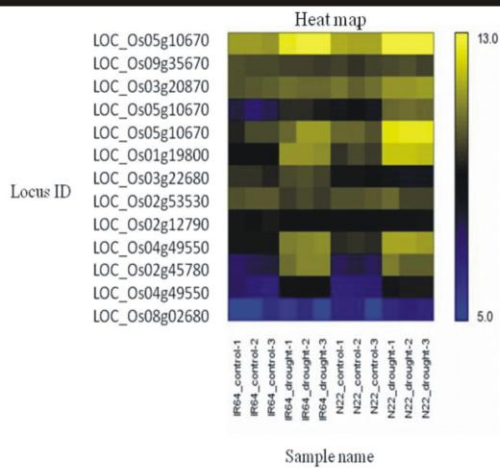 Heat map
LOC_Os05g10670
LOC_Os09g35670
LOC_Os03g20870
LOC_Os05g10670
LOC_Os05g10670
LOC_Os01g19800
LOC_Os03g22680
LOC_Os02g53530
LOC_Os02g12790
LOC_Os04g49550
LOC_Os02g45780
LOC_Os04g49550
LOC_Os08g02680
Locus ID
13.0
5.0
IR64_control-1
IR64_control-2
IR64_control-3
IR64_drought-1
IR64_drought-2
IR64_drought-3
N22_control-1
N22_control-2
N22_control-3
N22_drought-1
N22_drought-2
N22_drought-3
Sample name